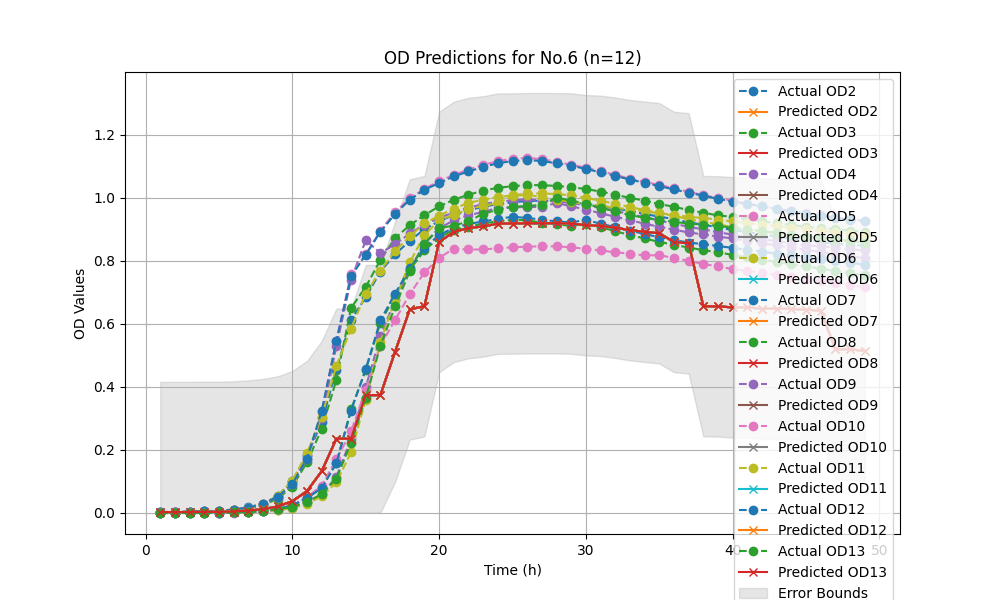 OD Predictions for No.6 (n=12)
OD Values
1.2
1.0
0.8
0.6
0.4
0.2
0.0
0
10
20
30
40
50
Time (h)
Actual OD2
Predicted OD2
Actual OD3
Predicted OD3
Actual OD4
Predicted OD4
Actual OD5
Predicted OD5
Actual OD6
Predicted OD6
Actual OD7
Predicted OD7
Actual OD8
Predicted OD8
Actual OD9
Predicted OD9
Actual OD10
Predicted OD10
Actual OD11
Predicted OD11
Actual OD12
Predicted OD12
Actual OD13
Predicted OD13
Error Bounds